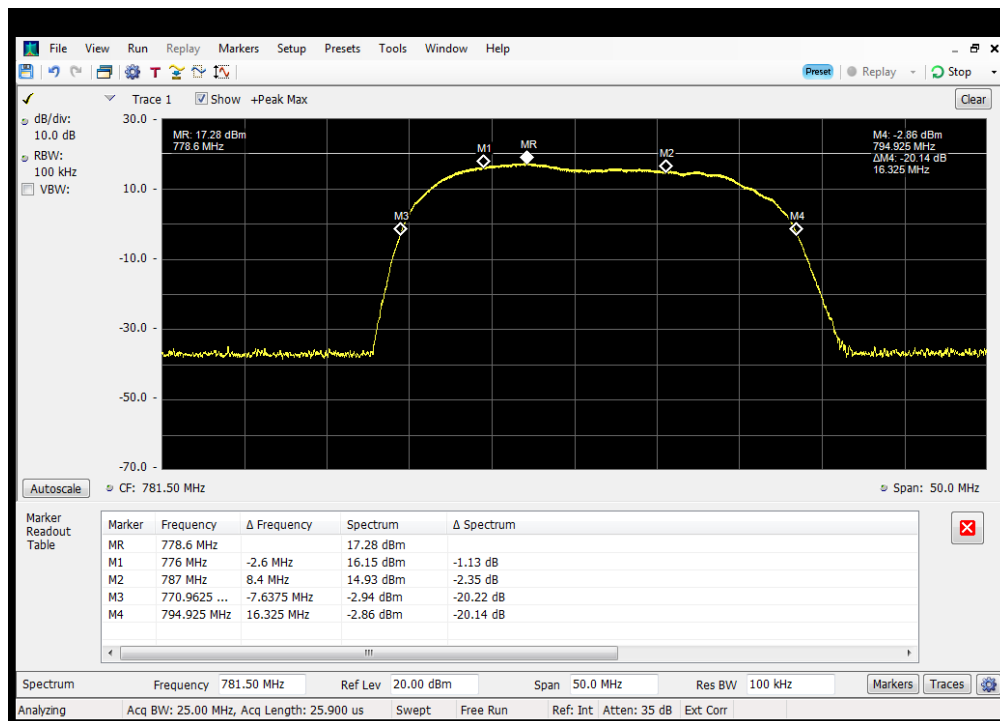 File View Run Replay Markers Setup Presets Tools Window Help
T Preset Replay Stop
Trace 1 Show +Peak Max Clear
dB/div:
10.0 dB
RBW:
100 kHz
VBW:
30.0
10.0
-10.0
-30.0
-50.0
-70.0
MR: 17.28 dBm
778.6 MHz
M4: -2.86 dBm
794.925 MHz
ΔM4: -20.14 dB
16.325 MHz
M1 MR M2
M3 M4
Autoscale CF: 781.50 MHz Span: 50.0 MHz
Marker
Readout
Table
Marker Frequency Δ Frequency Spectrum Δ Spectrum
MR 778.6 MHz 17.28 dBm
M1 776 MHz -2.6 MHz 16.15 dBm -1.13 dB
M2 787 MHz 8.4 MHz 14.93 dBm -2.35 dB
M3 770.9625 ... -7.6375 MHz -2.94 dBm -20.22 dB
M4 794.925 MHz 16.325 MHz -2.86 dBm -20.14 dB
Spectrum Frequency 781.50 MHz Ref Lev 20.00 dBm Span 50.0 MHz Res BW 100 kHz Markers Traces
Analyzing Acq BW: 25.00 MHz, Acq Length: 25.900 us Swept Free Run Ref: Int Atten: 35 dB Ext Corr